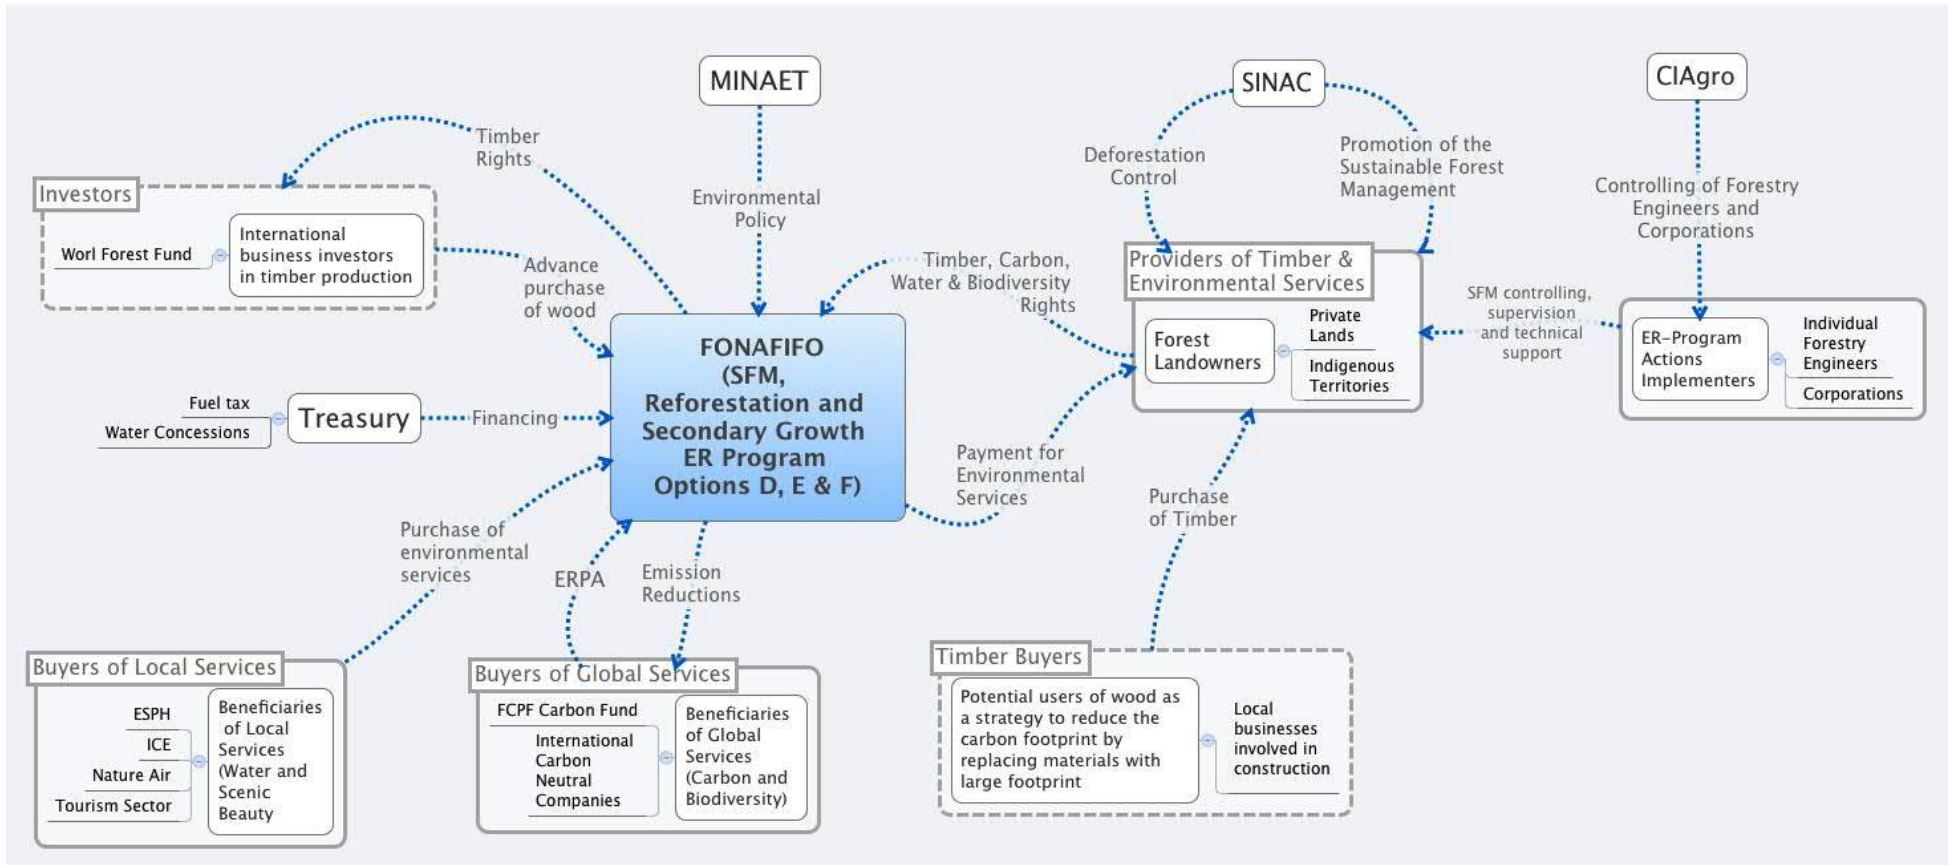 MINAET
SINAC
CIAgro
Timber
Rights
Environmental
Policy
Deforestation
Control
Promotion of the
Sustainable Forest
Management
Controlling of Forestry
Engineers and
Corporations
Investors
Worl Forest Fund
International
business investors
in timber production
Advance
purchase
of wood
Timber, Carbon,
Water & Biodiversity
Rights
Providers of Timber &
Environmental Services
Forest
Landowners
Private
Lands
Indigenous
Territories
SFM controlling,
supervision
and technical
support
ER-Program
Actions
Implementers
Individual
Forestry
Engineers
Corporations
FONAFIFO
(SFM,
Reforestation and
Secondary Growth
ER Program
Options D, E & F)
Fuel tax
Water Concessions
Treasury
Financing
Payment for
Environmental
Services
Purchase
of Timber
Purchase of
environmental
services
ERPA
Emission
Reductions
Buyers of Local Services
ESPH
ICE
Nature Air
Tourism Sector
Beneficiaries
of Local
Services
(Water and
Scenic
Beauty
Buyers of Global Services
FCPF Carbon Fund
International
Carbon
Neutral
Companies
Beneficiaries
of Global
Services
(Carbon and
Biodiversity)
Timber Buyers
Potential users of wood as
a strategy to reduce the
carbon footprint by
replacing materials with
large footprint
Local
businesses
involved in
construction